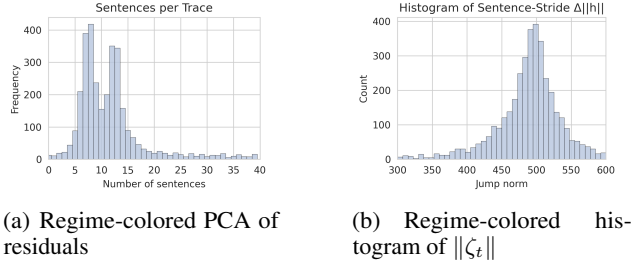 Sentences per Trace
Frequency
400
300
200
100
0
0 5 10 15 20 25 30 35 40
Number of sentences
Histogram of Sentence-Stride Δ||h||
Count
400
300
200
100
0
300 350 400 450 500 550 600
Jump norm
(a) Regime-colored PCA of
residuals
(b) Regime-colored his-
togram of ‖ζt‖